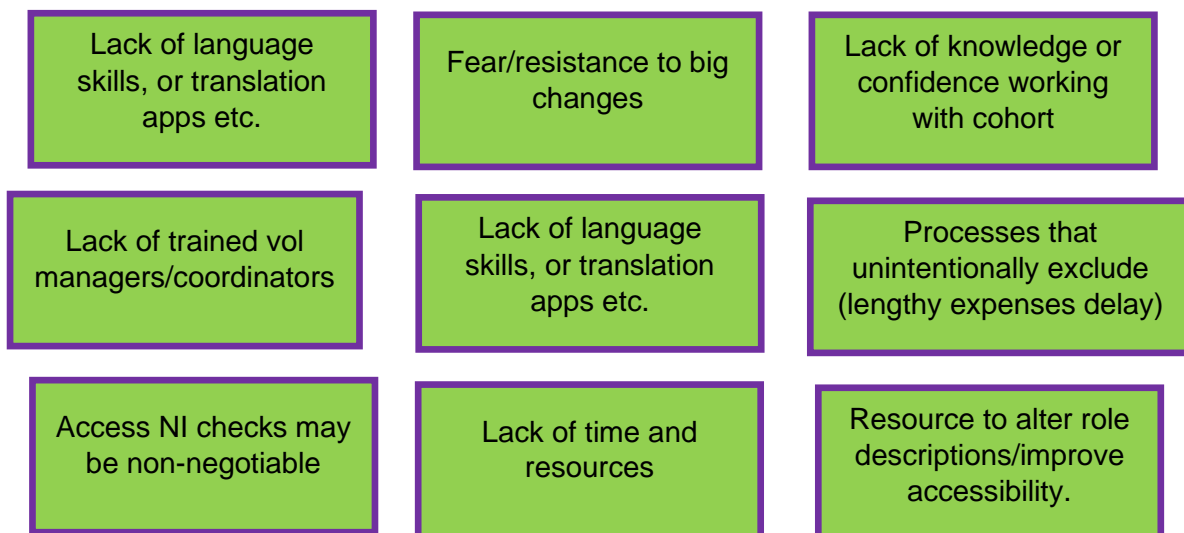 Lack of language
skills, or translation
apps etc.
Fear/resistance to big
changes
Lack of knowledge or
confidence working
with cohort
Lack of trained vol
managers/coordinators
Lack of language
skills, or translation
apps etc.
Processes that
unintentionally exclude
(lengthy expenses delay)
Access NI checks may
be non-negotiable
Lack of time and
resources
Resource to alter role
descriptions/improve
accessibility.